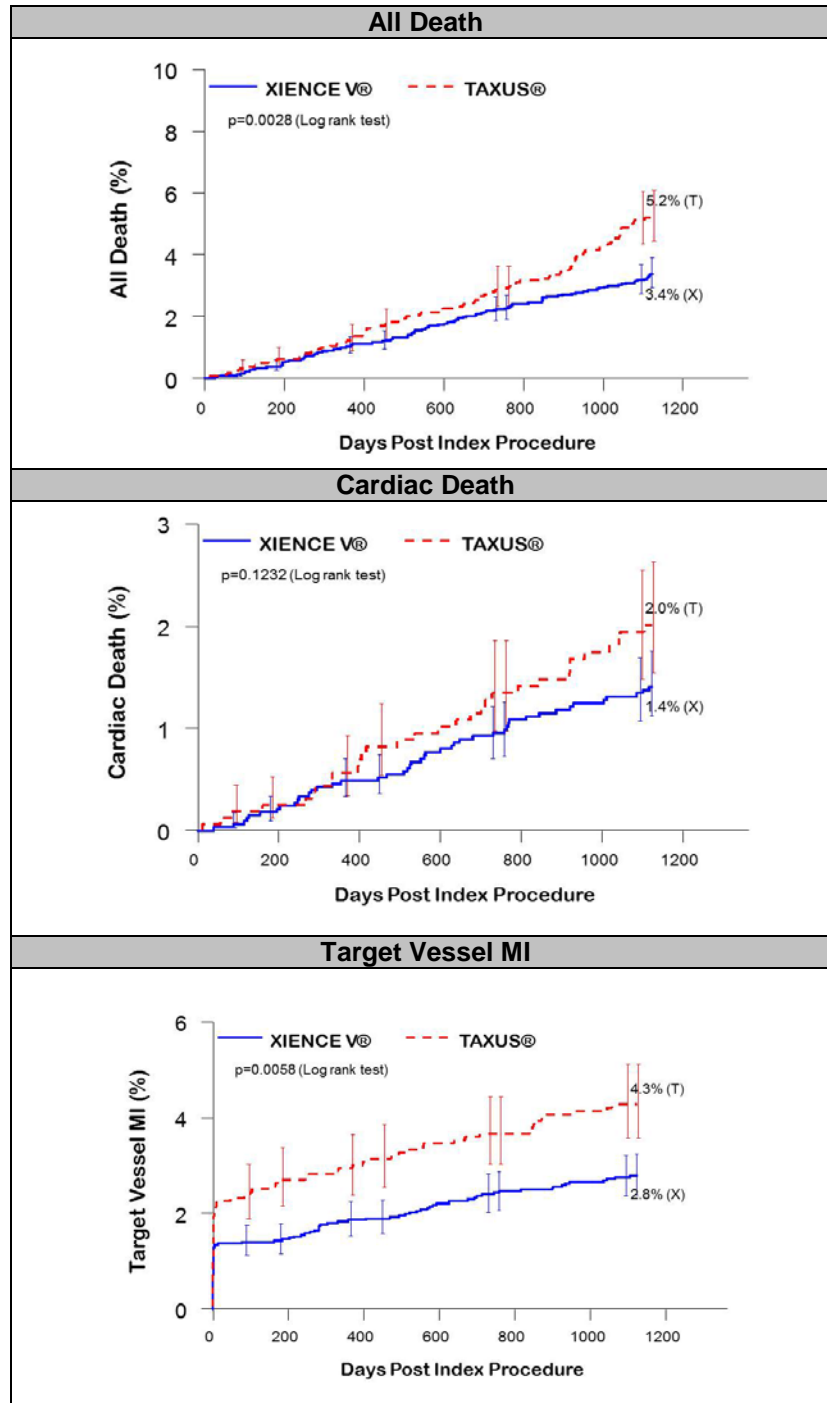 All Death
10
8
6
4
2
0
All Death (%)
XIENCE V® TAXUS®
p=0.0028 (Log rank test)
5.2% (T)
3.4% (X)
0 200 400 600 800 1000 1200
Days Post Index Procedure
Cardiac Death
3
2
1
0
Cardiac Death (%)
XIENCE V® TAXUS®
p=0.1232 (Log rank test)
2.0% (T)
1.4% (X)
0 200 400 600 800 1000 1200
Days Post Index Procedure
Target Vessel MI
6
4
2
0
Target Vessel MI (%)
XIENCE V® TAXUS®
p=0.0058 (Log rank test)
4.3% (T)
2.8% (X)
0 200 400 600 800 1000 1200
Days Post Index Procedure